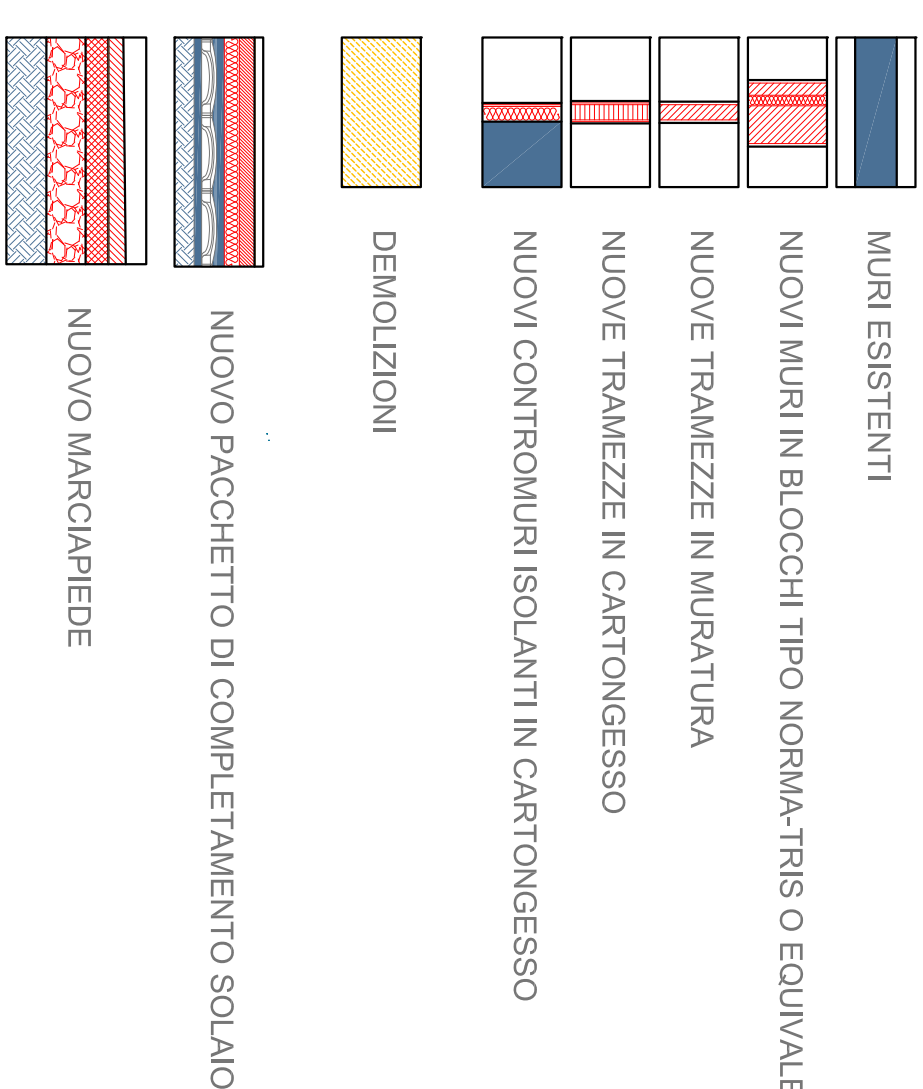 MURI ESISTENTI
NUOVI MURI IN BLOCCHI TIPO NORMA-TRIS O
NUOVE TRAMEZZE IN MURATURA
NUOVE TRAMEZZE IN CARTONGESSO
NUOVI CONTROMURI ISOLANTI IN CARTONGESSO
DEMOLIZIONI
NUOVO PACCHETTO DI COMPLETAMENTO SOLAIO
NUOVO MARCIAPIEDE